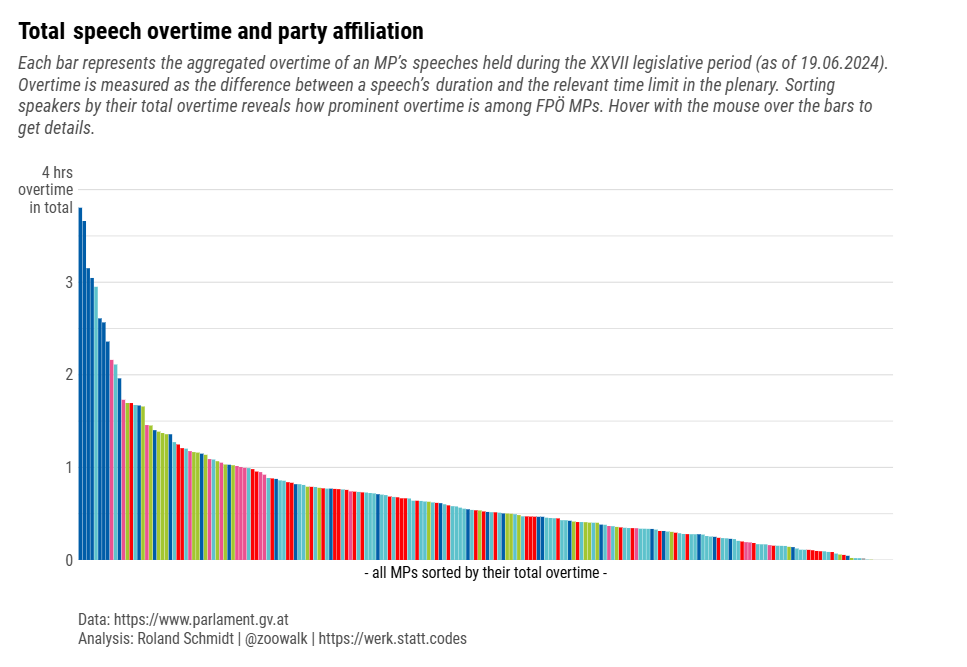 Total speech overtime and party affiliation
Each bar represents the aggregated overtime of an MP's speeches held during the XXVII legislative period (as of 19.06.2024).
Overtime is measured as the difference between a speech's duration and the relevant time limit in the plenary. Sorting
speakers by their total overtime reveals how prominent overtime is among FPÖ MPs. Hover with the mouse over the bars to
get details.
4 hrs
overtime
in total
3
2
1
0
- all MPs sorted by their total overtime -
Data: https://www.parlament.gv.at
Analysis: Roland Schmidt | @zoowalk | https://werk.statt.codes